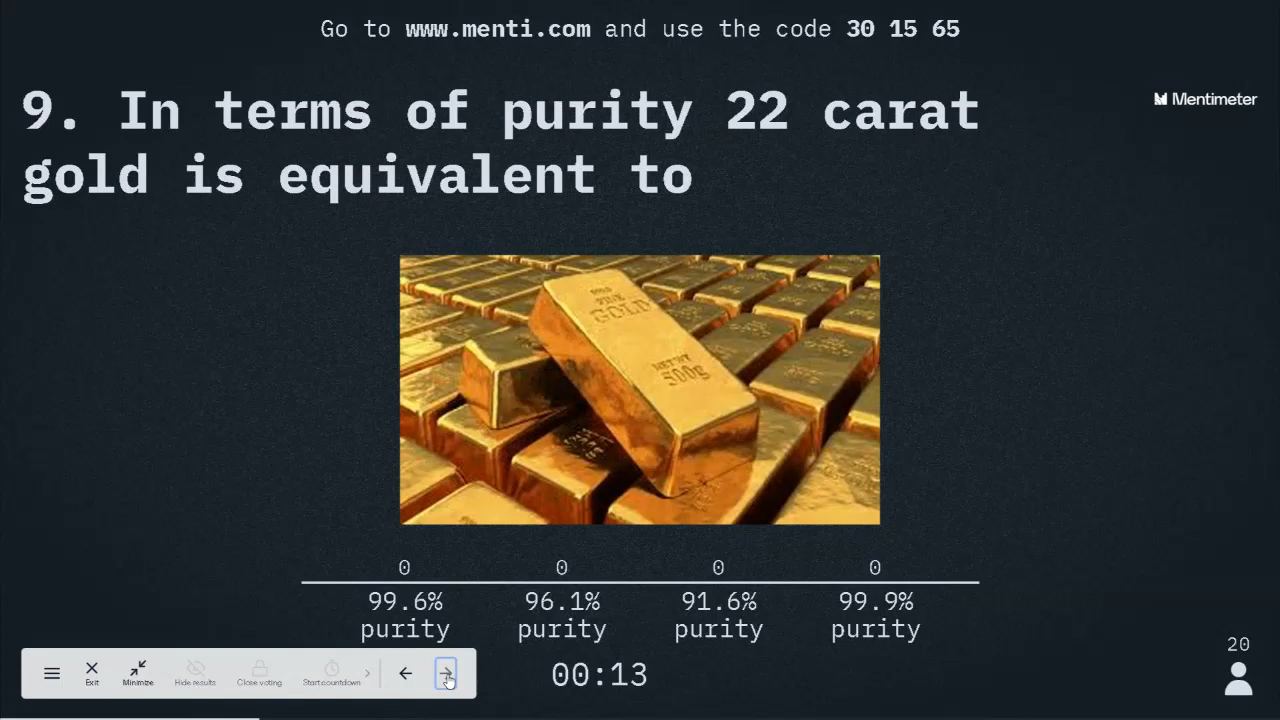 Go to www.menti.com and use the code 30 15 65
Mentimeter
9. In terms of purity 22 carat
gold is equivalent to
GOLD
500g
0 0 0 0
99.6% 96.1% 91.6% 99.9%
purity purity purity purity
20
Exit Minimize Hide results Close voting Start countdown
00:13